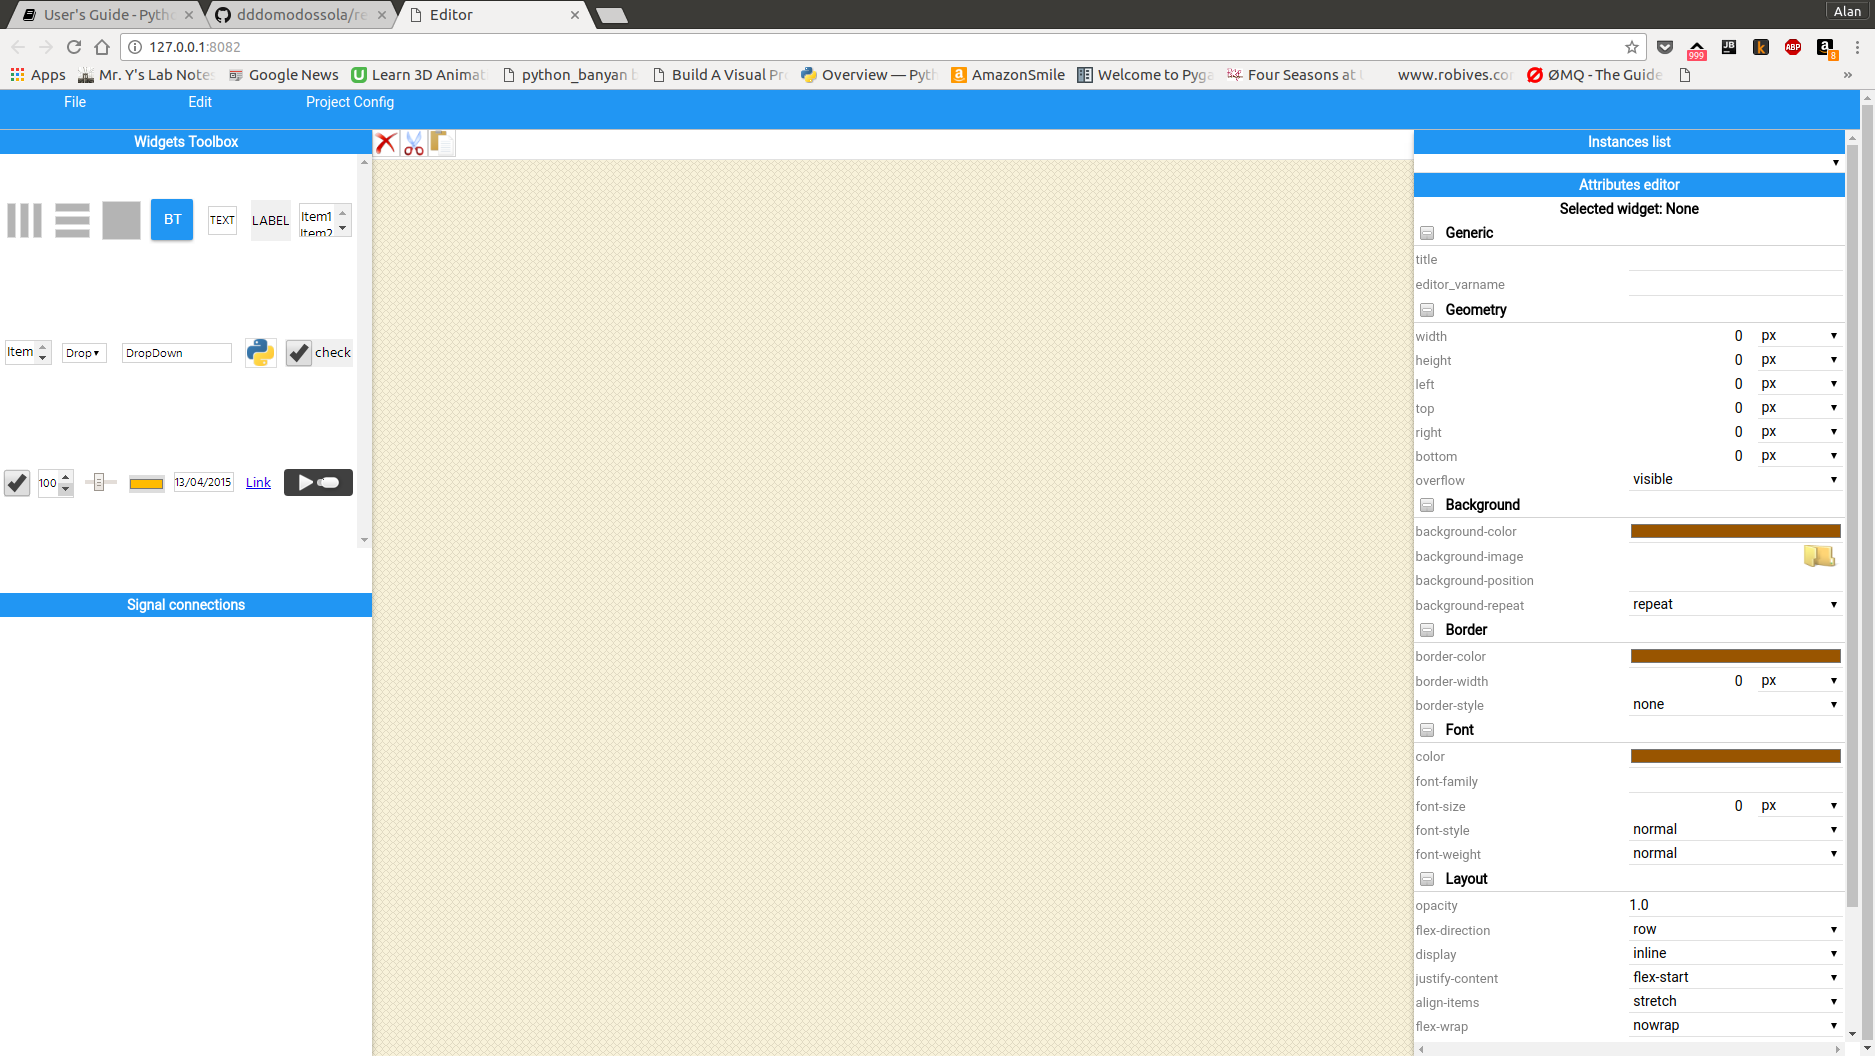 Alan
User's Guide - Pyth
dddomodossola/re
Editor
127.0.0.1:8082
999
JB
k
ABP
a
8
Apps
Mr. Y's Lab Notes
Google News
Learn 3D Animat
python_banyan b
Build A Visual Pr
Overview — Pyth
AmazonSmile
Welcome to Pyga
Four Seasons at
www.robives.co
ØMQ - The Guide
»
File
Edit
Project Config
Widgets Toolbox
BT
TEXT
LABEL
Item1
Item2
Item
Drop
DropDown
check
100
13/04/2015
Link
Signal connections
Instances list
Attributes editor
Selected widget: None
Generic
title
editor_varname
Geometry
width 0 px
height 0 px
left 0 px
top 0 px
right 0 px
bottom 0 px
overflow visible
Background
background-color
background-image
background-position
background-repeat repeat
Border
border-color
border-width 0 px
border-style none
Font
color
font-family
font-size 0 px
font-style normal
font-weight normal
Layout
opacity 1.0
flex-direction row
display inline
justify-content flex-start
align-items stretch
flex-wrap nowrap